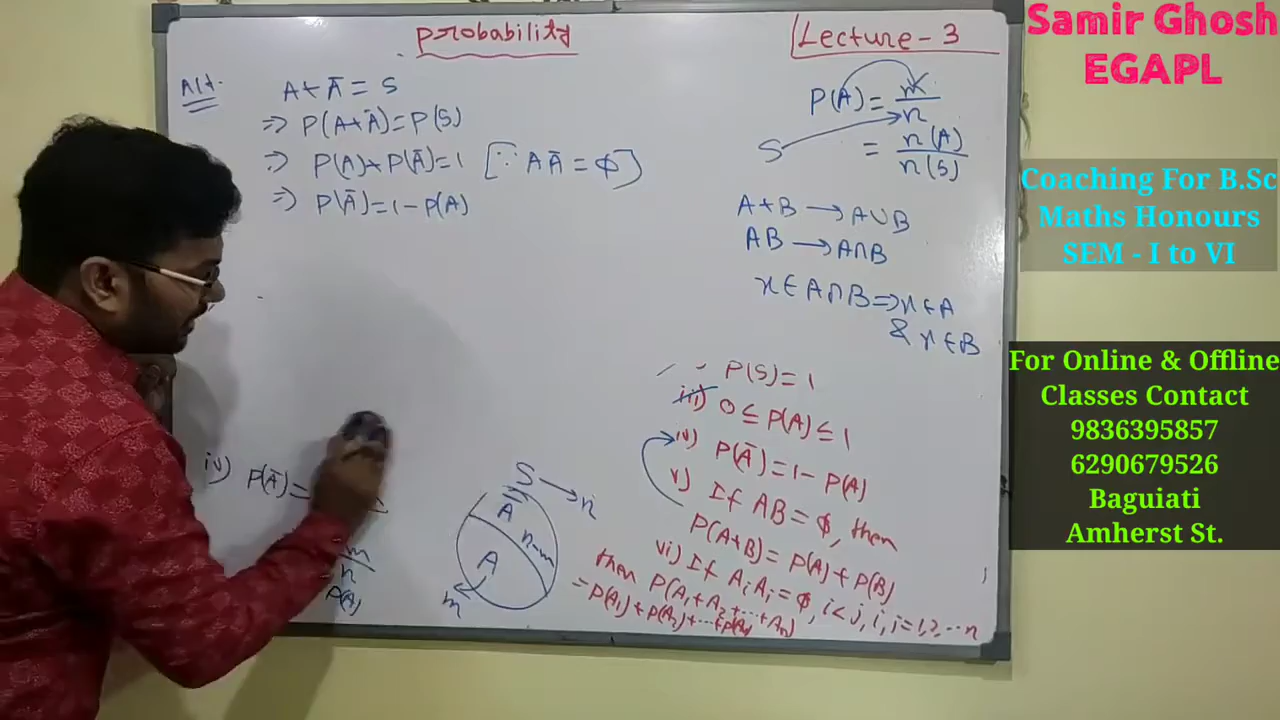 Probability
Lecture - 3
Alt.
A + Ā = S
⇒ P(A+Ā) = P(S)
⇒ P(A)+P(Ā)=1 [∵ AĀ = φ]
⇒ P(Ā)=1-P(A)
iv) P(Ā)=
m
n
P(A)
S → n
Ā
n-m
A
m
P(A) = m/n
S
= n(A)/n(S)
A+B → A∪B
AB → A∩B
x ∈ A∩B ⇒ x ∈ A
& x ∈ B
P(S)=1
iii) 0 ≤ P(A) ≤ 1
iv) P(Ā)=1- P(A)
v) If AB = φ, then
P(A+B) = P(A)+P(B)
vi) If AiAj = φ, i<j, i,j=1,2,...n
then P(A1+A2+...+An)
= P(A1)+P(A2)+...+P(An)
Samir Ghosh
EGAPL
Coaching For B.Sc
Maths Honours
SEM - I to VI
For Online & Offline
Classes Contact
9836395857
6290679526
Baguiati
Amherst St.